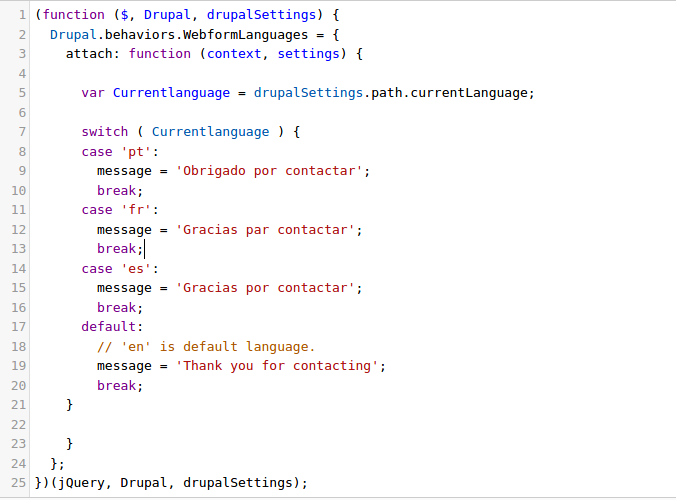 1 (function ($, Drupal, drupalSettings) {
2   Drupal.behaviors.WebformLanguages = {
3     attach: function (context, settings) {
4
5       var Currentlanguage = drupalSettings.path.currentLanguage;
6
7       switch ( Currentlanguage ) {
8       case 'pt':
9         message = 'Obrigado por contactar';
10         break;
11       case 'fr':
12         message = 'Gracias par contactar';
13         break;
14       case 'es':
15         message = 'Gracias por contactar';
16         break;
17       default:
18         // 'en' is default language.
19         message = 'Thank you for contacting';
20         break;
21     }
22
23     }
24   };
25 })(jQuery, Drupal, drupalSettings);